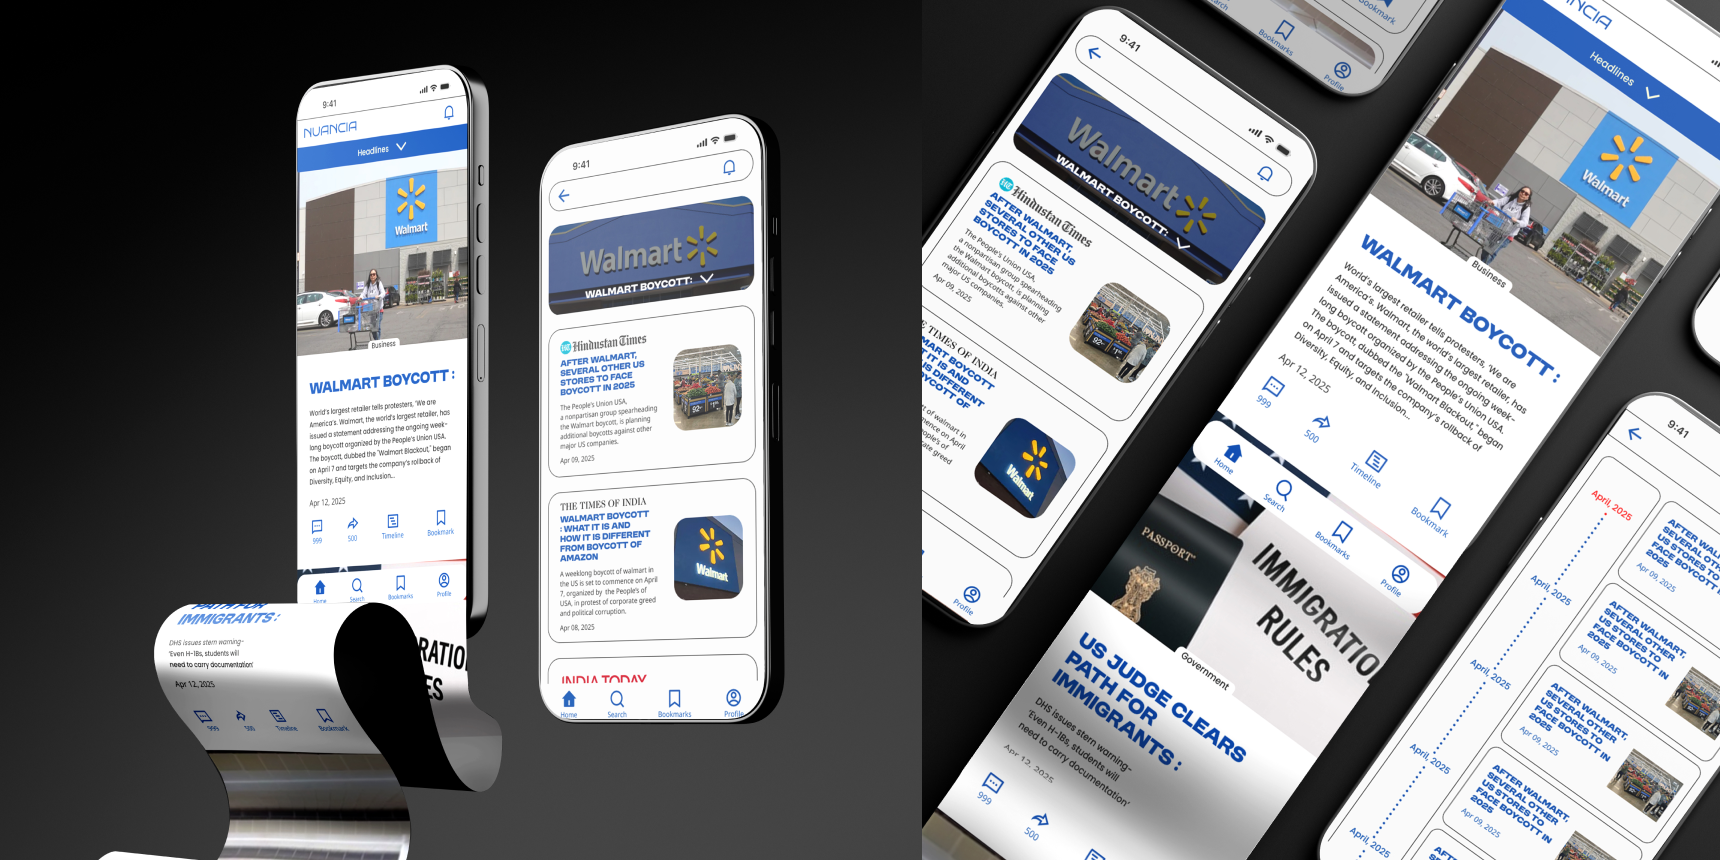 9:41
NUANCIA
Headlines
Walmart
Business
WALMART BOYCOTT :
World's largest retailer tells protesters, 'We are
America's. Walmart, the world's largest retailer, has
issued a statement addressing the ongoing week-
long boycott organized by the People's Union USA.
The boycott, dubbed the "Walmart Blackout," began
on April 7 and targets the company's rollback of
Diversity, Equity, and Inclusion...
Apr 12, 2025
999
500
Timeline
Bookmark
Home
Search
Bookmarks
Profile
PATH FOR
IMMIGRANTS :
DHS issues stern warning-
'Even H-1Bs, students will
need to carry documentation'
Apr 12, 2025
999
500
Timeline
Bookmark
RATIO
ES
9:41
Walmart
WALMART BOYCOTT:
Hindustan Times
AFTER WALMART,
SEVERAL OTHER US
STORES TO FACE
BOYCOTT IN 2025
The People's Union USA,
a nonpartisan group spearheading
the Walmart boycott, is planning
additional boycotts against other
major US companies.
Apr 09, 2025
THE TIMES OF INDIA
WALMART BOYCOTT
: WHAT IT IS AND
HOW IT IS DIFFERENT
FROM BOYCOTT OF
AMAZON
A weeklong boycott of walmart in
the US is set to commence on April
7, organized by the People's of
USA, in protest of corporate greed
and political corruption.
Apr 08, 2025
Walmart
INDIA TODAY
Home
Search
Bookmarks
Profile
9:41
Walmart
WALMART BOYCOTT:
Hindustan Times
AFTER WALMART,
SEVERAL OTHER US
STORES TO FACE
BOYCOTT IN 2025
The People's Union USA,
a nonpartisan group spearheading
the Walmart boycott, is planning
additional boycotts against other
major US companies.
Apr 09, 2025
E TIMES OF INDIA
MART BOYCOTT
T IT IS AND
IS DIFFERENT
OYCOTT OF
t of walmart in
mence on April
ople's of
rate greed
Walmart
Profile
Search
Bookmarks
Bookmark
Profile
NCIA
Headlines
Walmart
Business
WALMART BOYCOTT :
World's largest retailer tells protesters, 'We are
America's. Walmart, the world's largest retailer, has
issued a statement addressing the ongoing week-
long boycott organized by the People's Union USA.
The boycott, dubbed the "Walmart Blackout," began
on April 7 and targets the company's rollback of
Diversity, Equity, and Inclusion...
Apr 12, 2025
999
500
Timeline
Bookmark
Home
Search
Bookmarks
Profile
PASSPORT
IMMIGRATIO
RULES
Government
US JUDGE CLEARS
PATH FOR
IMMIGRANTS :
DHS issues stern warning-
'Even H-1Bs, students will
need to carry documentation'
Apr 12, 2025
999
500
9:41
April, 2025
April, 2025
April, 2025
April, 2025
April, 2025
AFTER WALM
SEVERAL OTH
US STORES TO
FACE BOYCOTT
2025
Apr 09, 2025
AFTER WALMART,
SEVERAL OTHER
US STORES TO
FACE BOYCOTT IN
2025
Apr 09, 2025
AFTER WALMART,
SEVERAL OTHER
US STORES TO
FACE BOYCOTT IN
2025
Apr 09, 2025
AFTER WALMART,
SEVERAL OTHER
US STORES TO
FACE BOYCOTT IN
2025
Apr 09, 2025
AFTER WALMART,